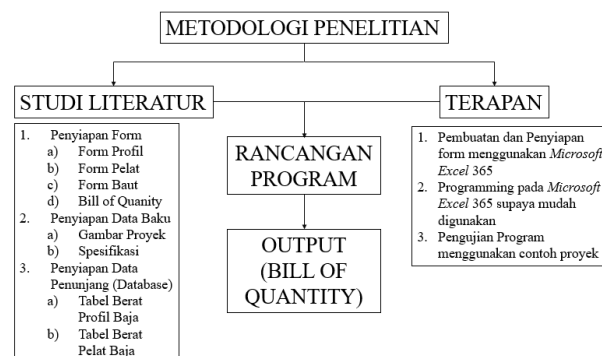 METODOLOGI PENELITIAN
STUDI LITERATUR
1. Penyiapan Form
a) Form Profil
b) Form Pelat
c) Form Baut
d) Bill of Quanity
2. Penyiapan Data Baku
a) Gambar Proyek
b) Spesifikasi
3. Penyiapan Data
Penunjang (Database)
a) Tabel Berat
Profil Baja
b) Tabel Berat
Pelat Baja
RANCANGAN
PROGRAM
OUTPUT
(BILL OF
QUANTITY)
TERAPAN
1. Pembuatan dan Penyiapan
form menggunakan Microsoft
Excel 365
2. Programming pada Microsoft
Excel 365 supaya mudah
digunakan
3. Pengujian Program
menggunakan contoh proyek